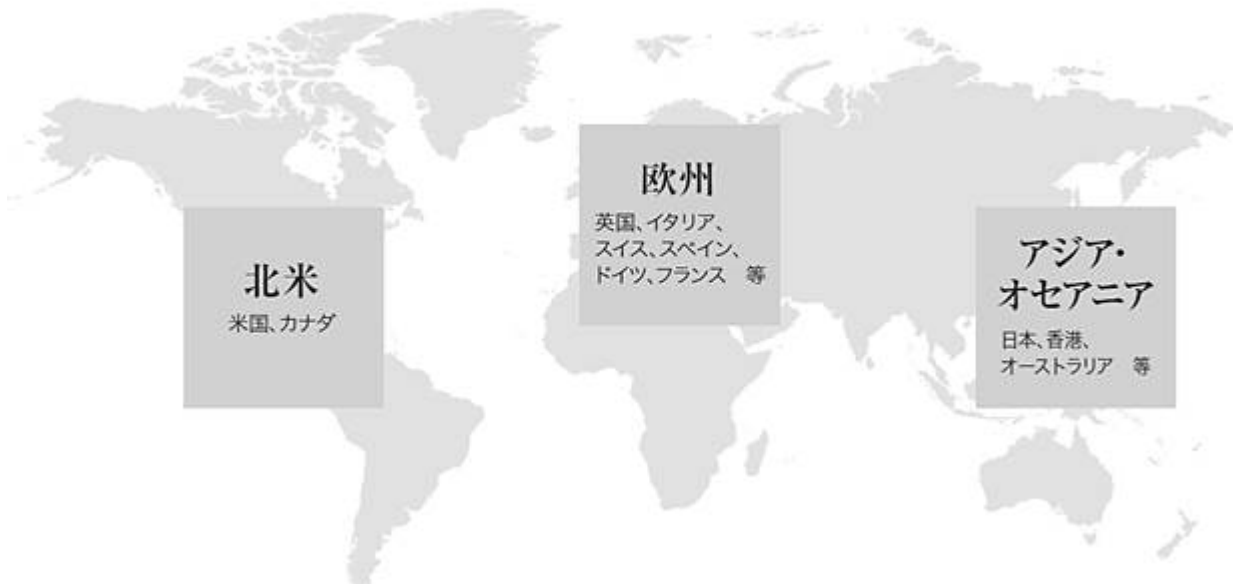 北米
米国、カナダ
欧州
英国、イタリア、
スイス、スペイン、
ドイツ、フランス　等
アジア・
オセアニア
日本、香港、
オーストラリア　等